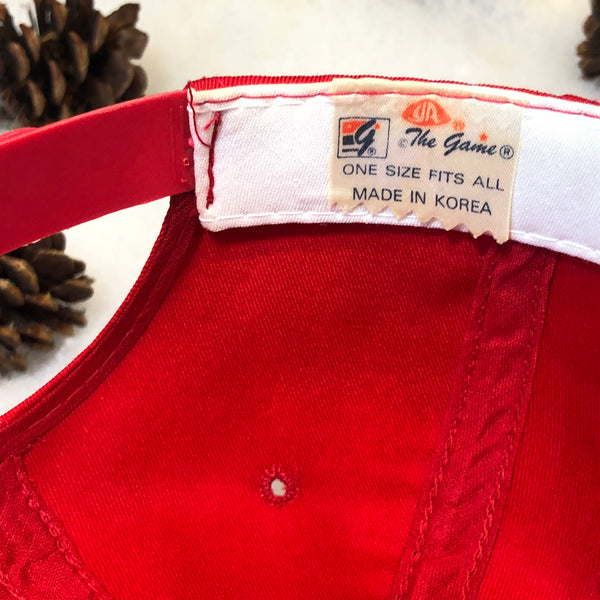 G® © The Game®
ONE SIZE FITS ALL
MADE IN KOREA